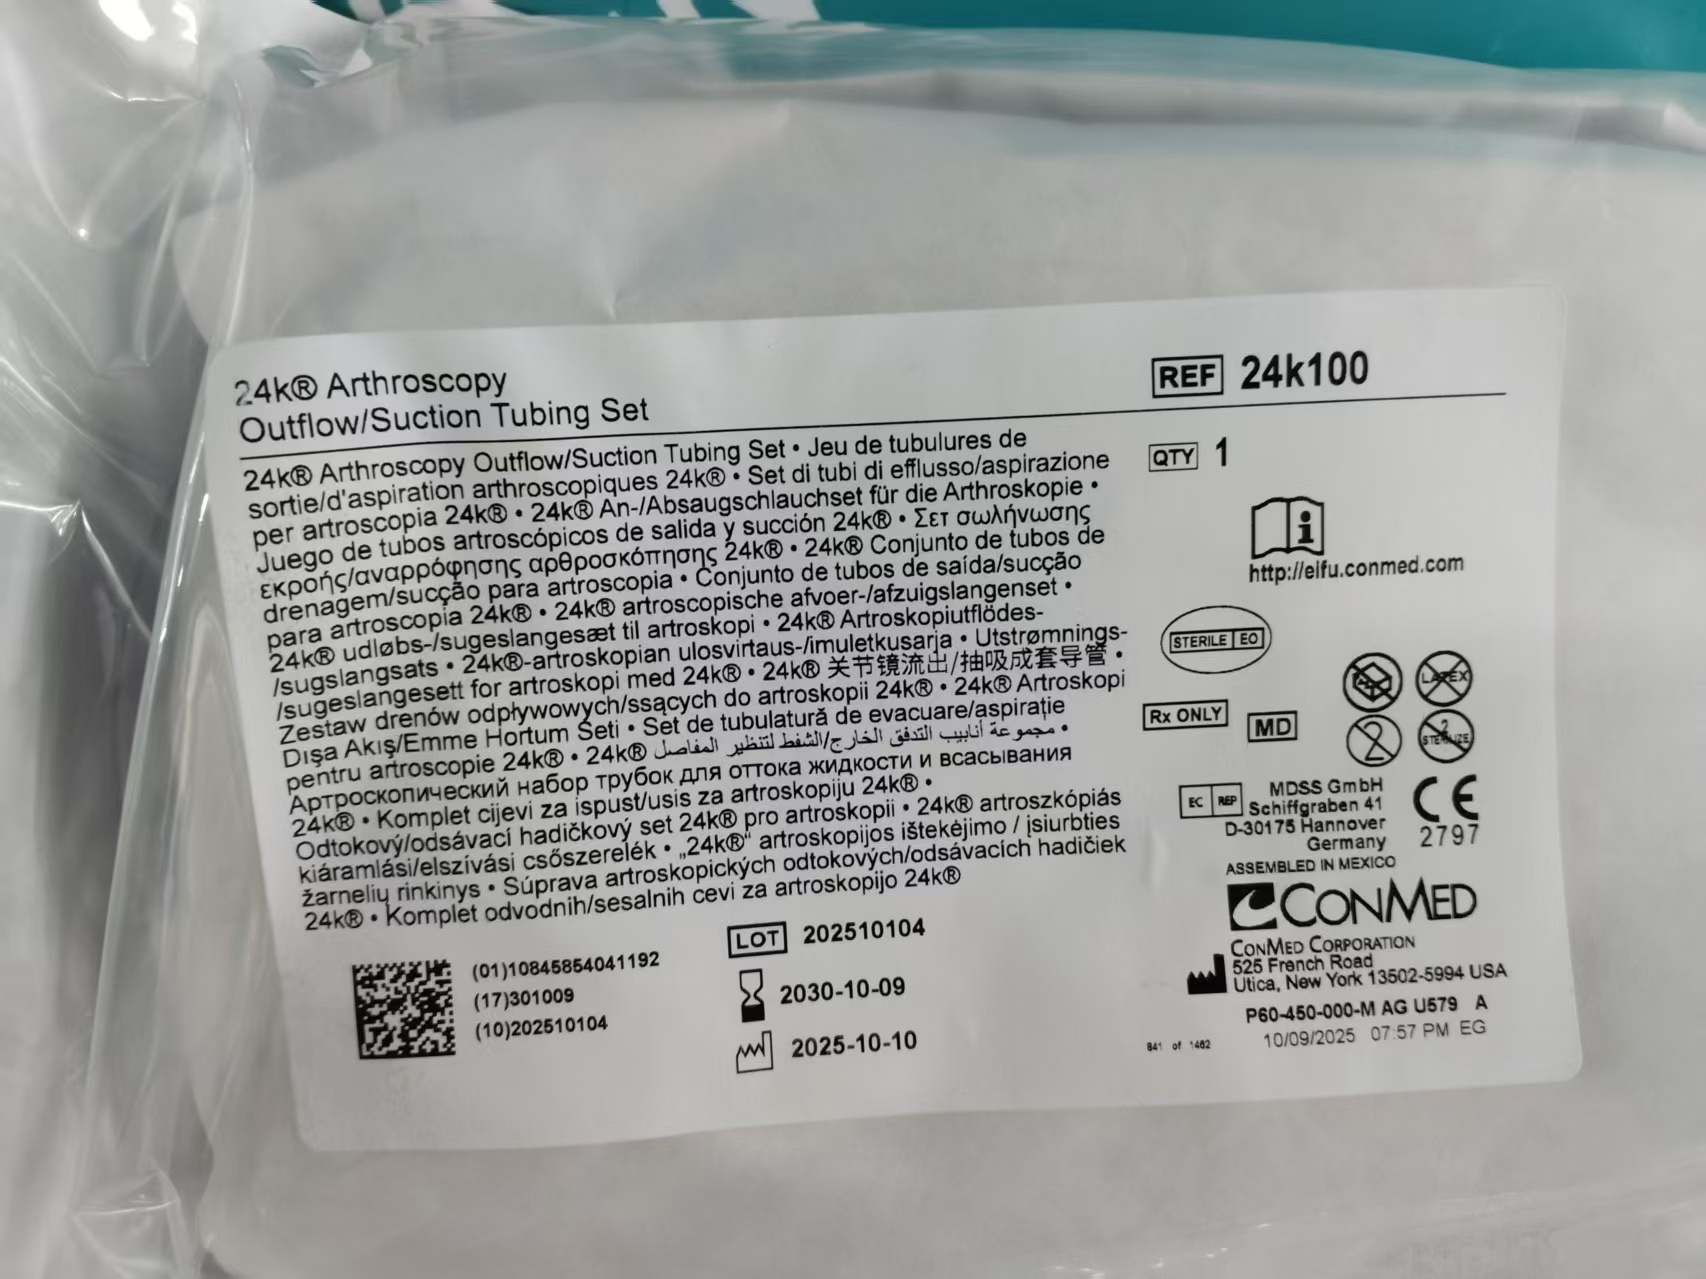 24k® Arthroscopy
Outflow/Suction Tubing Set
REF 24k100
24k® Arthroscopy Outflow/Suction Tubing Set • Jeu de tubulures de
sortie/d'aspiration arthroscopiques 24k® • Set di tubi di efflusso/aspirazione
per artroscopia 24k® • 24k® An-/Absaugschlauchset für die Arthroskopie •
Juego de tubos artroscópicos de salida y succión 24k® • Σετ σωλήνωσης
εκροής/αναρρόφησης αρθροσκόπησης 24k® • 24k® Conjunto de tubos de
drenagem/sucção para artroscopia • Conjunto de tubos de saída/sucção
para artroscopia 24k® • 24k® artroscopische afvoer-/afzuigslangenset •
24k® udløbs-/sugeslangesæt til artroskopi • 24k® Artroskopiutflödes-
/sugslangsats • 24k®-artroskopian ulosvirtaus-/imuletkusarja • Utstrømnings-
/sugeslangesett for artroskopi med 24k® • 24k® 关节镜流出/抽吸成套导管 •
Zestaw drenów odpływowych/ssących do artroskopii 24k® • 24k® Artroskopi
Dışa Akış/Emme Hortum Seti • Set de tubulatură de evacuare/aspirație
pentru artroscopie 24k® • 24k® مجموعة أنابيب التدفق الخارج/الشفط لتنظير المفاصل •
Артроскопический набор трубок для оттока жидкости и всасывания
24k® • Komplet cijevi za ispust/usis za artroskopiju 24k® •
Odtokový/odsávací hadičkový set 24k® pro artroskopii • 24k® artroszkópiás
kiáramlási/elszívási csőszerelék • „24k®“ artroskopijos ištekėjimo / įsiurbties
žarnelių rinkinys • Súprava artroskopických odtokových/odsávacích hadičiek
24k® • Komplet odvodnih/sesalnih cevi za artroskopijo 24k®
QTY 1
http://eifu.conmed.com
STERILE EO
LATEX
Rx ONLY
MD
2
2
STERILIZE
EC REP
MDSS GmbH
Schiffgraben 41
D-30175 Hannover
Germany
CE
2797
ASSEMBLED IN MEXICO
CONMED
CONMED CORPORATION
525 French Road
Utica, New York 13502-5994 USA
P60-450-000-M AG U579 A
10/09/2025 07:57 PM EG
841 of 1462
(01)10845854041192
(17)301009
(10)202510104
LOT 202510104
2030-10-09
2025-10-10